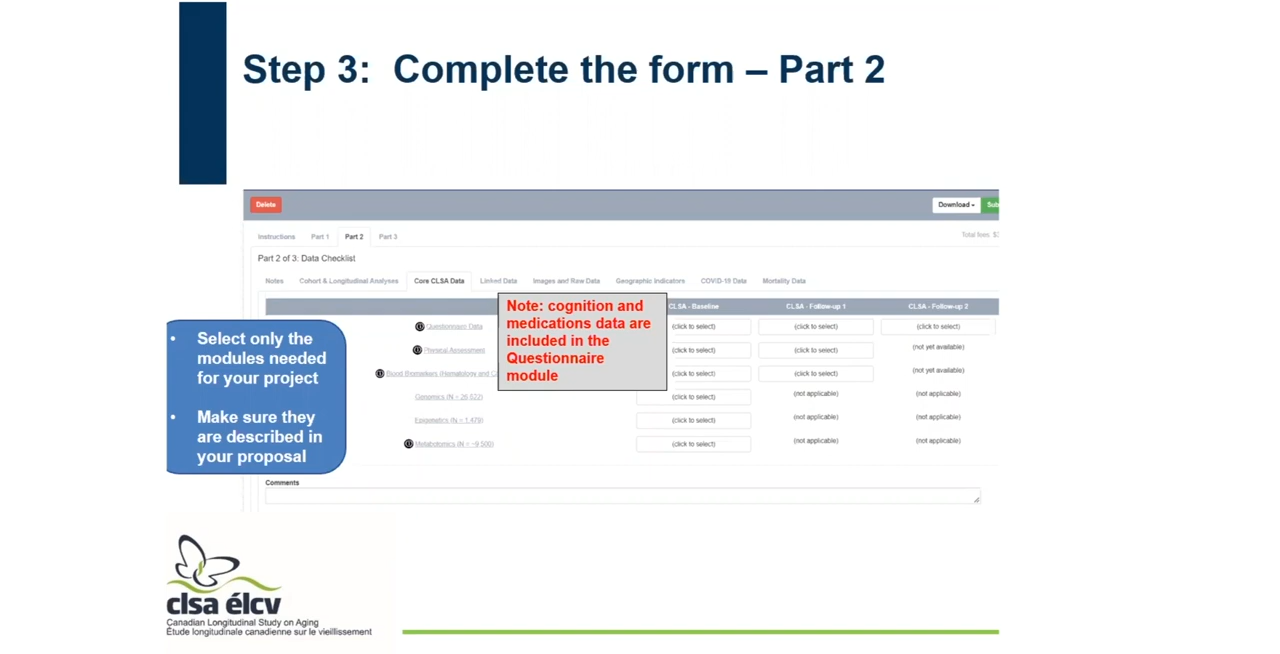 Step 3: Complete the form – Part 2
Delete
Download
Sub
Instructions Part 1 Part 2 Part 3
Total fees: $
Part 2 of 3: Data Checklist
Notes Cohort & Longitudinal Analyses Core CLSA Data Linked Data Images and Raw Data Geographic Indicators COVID-19 Data Mortality Data
CLSA - Baseline CLSA - Follow-up 1 CLSA - Follow-up 2
Questionnaire Data (click to select) (click to select) (click to select)
Physical Assessment (click to select) (click to select) (not yet available)
Blood Biomarkers (Hematology and C (click to select) (click to select) (not yet available)
Genomics (N = 26,622) (click to select) (not applicable) (not applicable)
Epigenetics (N = 1,479) (click to select) (not applicable) (not applicable)
Metabolomics (N = ~9,500) (click to select) (not applicable) (not applicable)
Note: cognition and
medications data are
included in the
Questionnaire
module
• Select only the
modules needed
for your project
• Make sure they
are described in
your proposal
Comments
clsa élcv
Canadian Longitudinal Study on Aging
Étude longitudinale canadienne sur le vieillissement